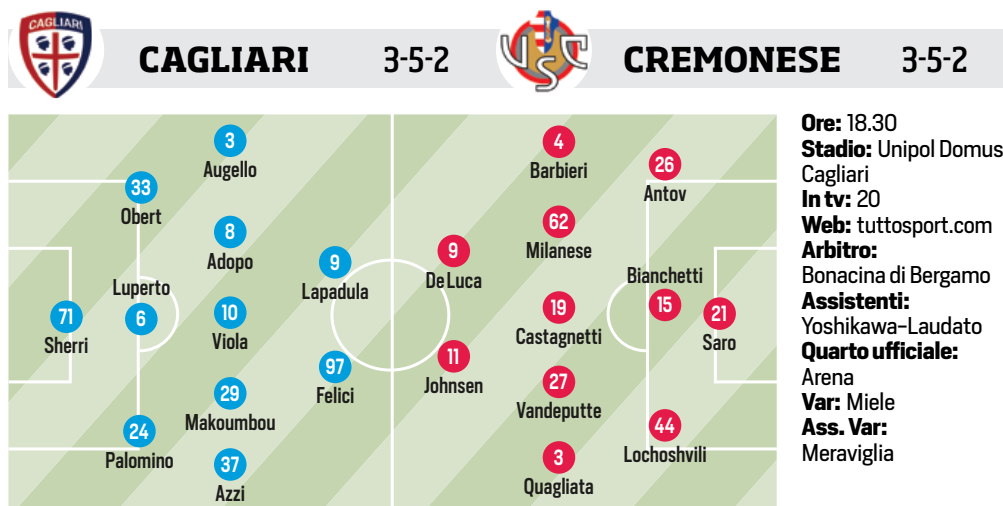 CAGLIARI
CAGLIARI 3-5-2
USC
CREMONESE 3-5-2
3
Augello
33
Obert
8
Adopo
Luperto
6
71
Sherri
10
Viola
9
Lapadula
97
Felici
29
Makoumbou
24
Palomino
37
Azzi
4
Barbieri
26
Antov
62
Milanese
9
De Luca
Bianchetti
15
19
Castagnetti
21
Saro
11
Johnsen
27
Vandeputte
44
Lochoshvili
3
Quagliata
Ore: 18.30
Stadio: Unipol Domus
Cagliari
In tv: 20
Web: tuttosport.com
Arbitro:
Bonacina di Bergamo
Assistenti:
Yoshikawa-Laudato
Quarto ufficiale:
Arena
Var: Miele
Ass. Var:
Meraviglia